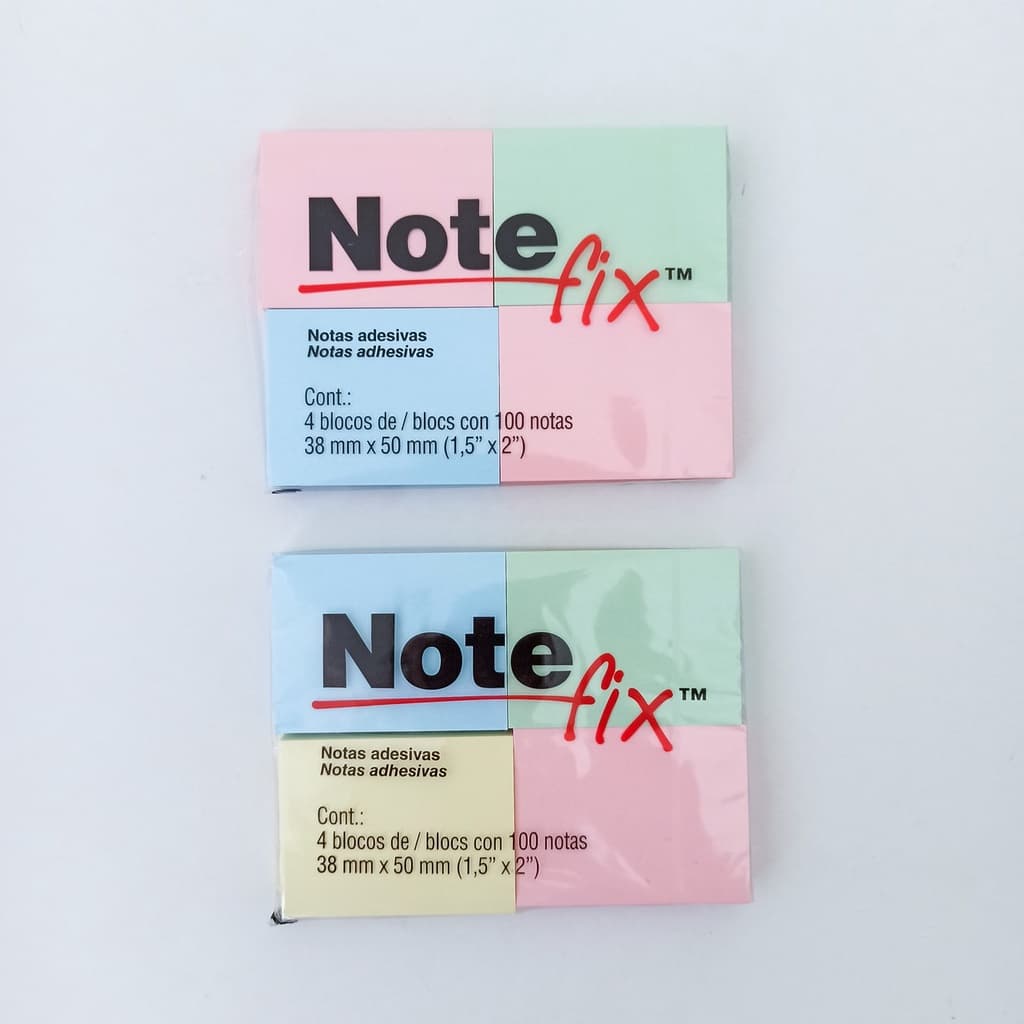 Note fix™
Notas adesivas
Notas adhesivas
Cont.:
4 blocos de / blocs con 100 notas
38 mm x 50 mm (1,5” x 2”)
Note fix™
Notas adesivas
Notas adhesivas
Cont.:
4 blocos de / blocs con 100 notas
38 mm x 50 mm (1,5” x 2”)